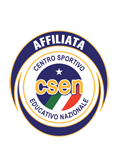 AFFILIATA
CENTRO SPORTIVO
csen
EDUCATIVO NAZIONALE